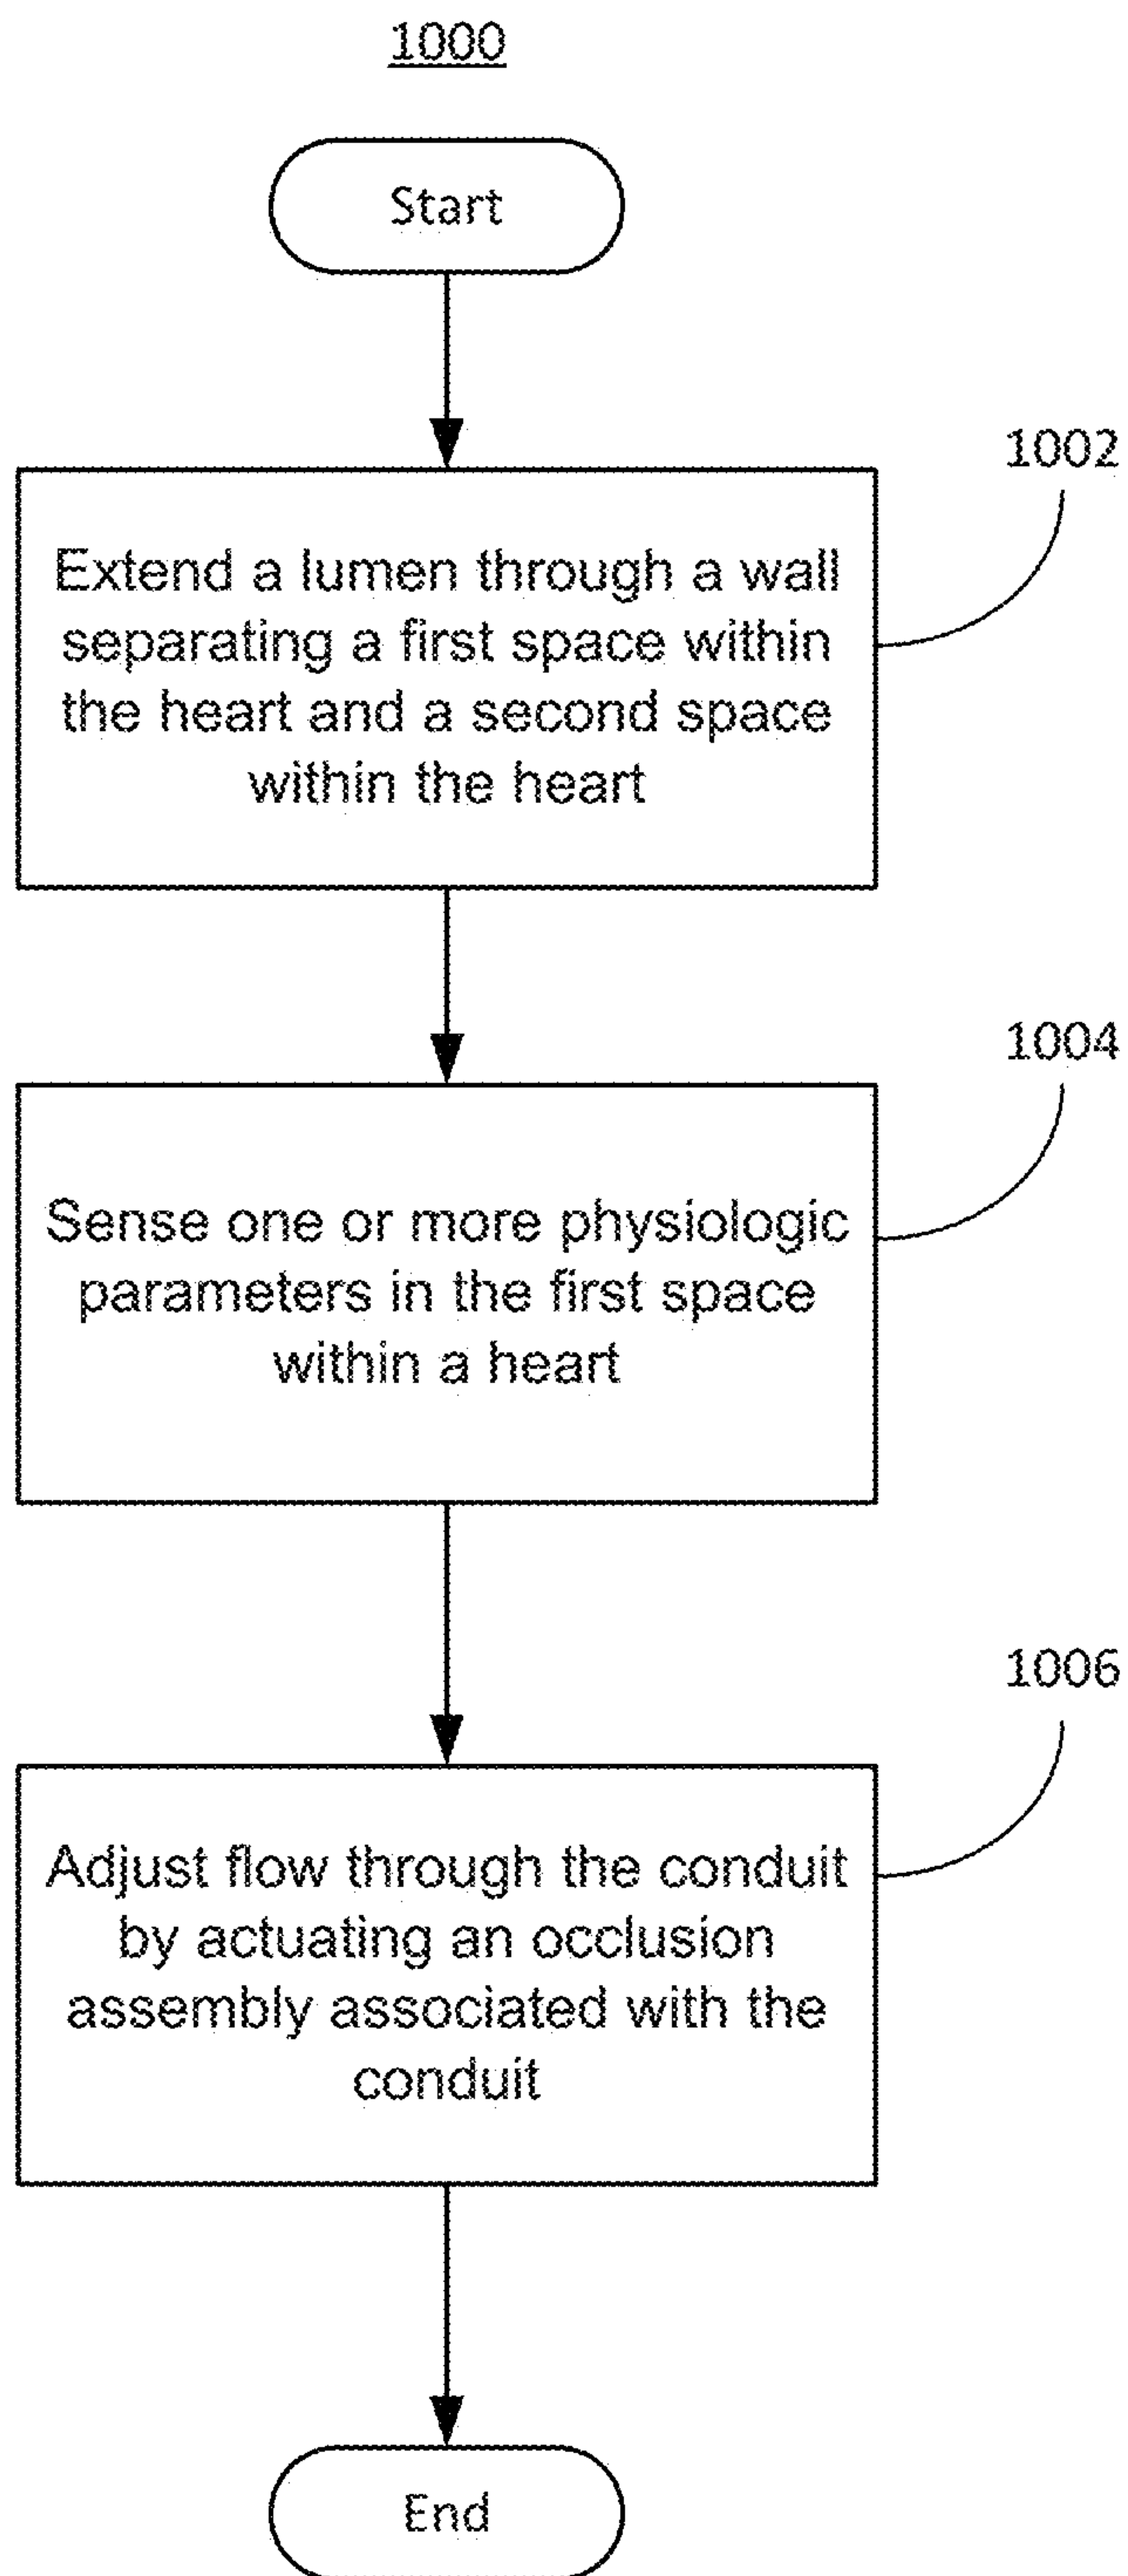 1000
Start
1002
Extend a lumen through a wall
separating a first space within
the heart and a second space
within the heart
1004
Sense one or more physiologic
parameters in the first space
within a heart
1006
Adjust flow through the conduit
by actuating an occlusion
assembly associated with the
conduit
End